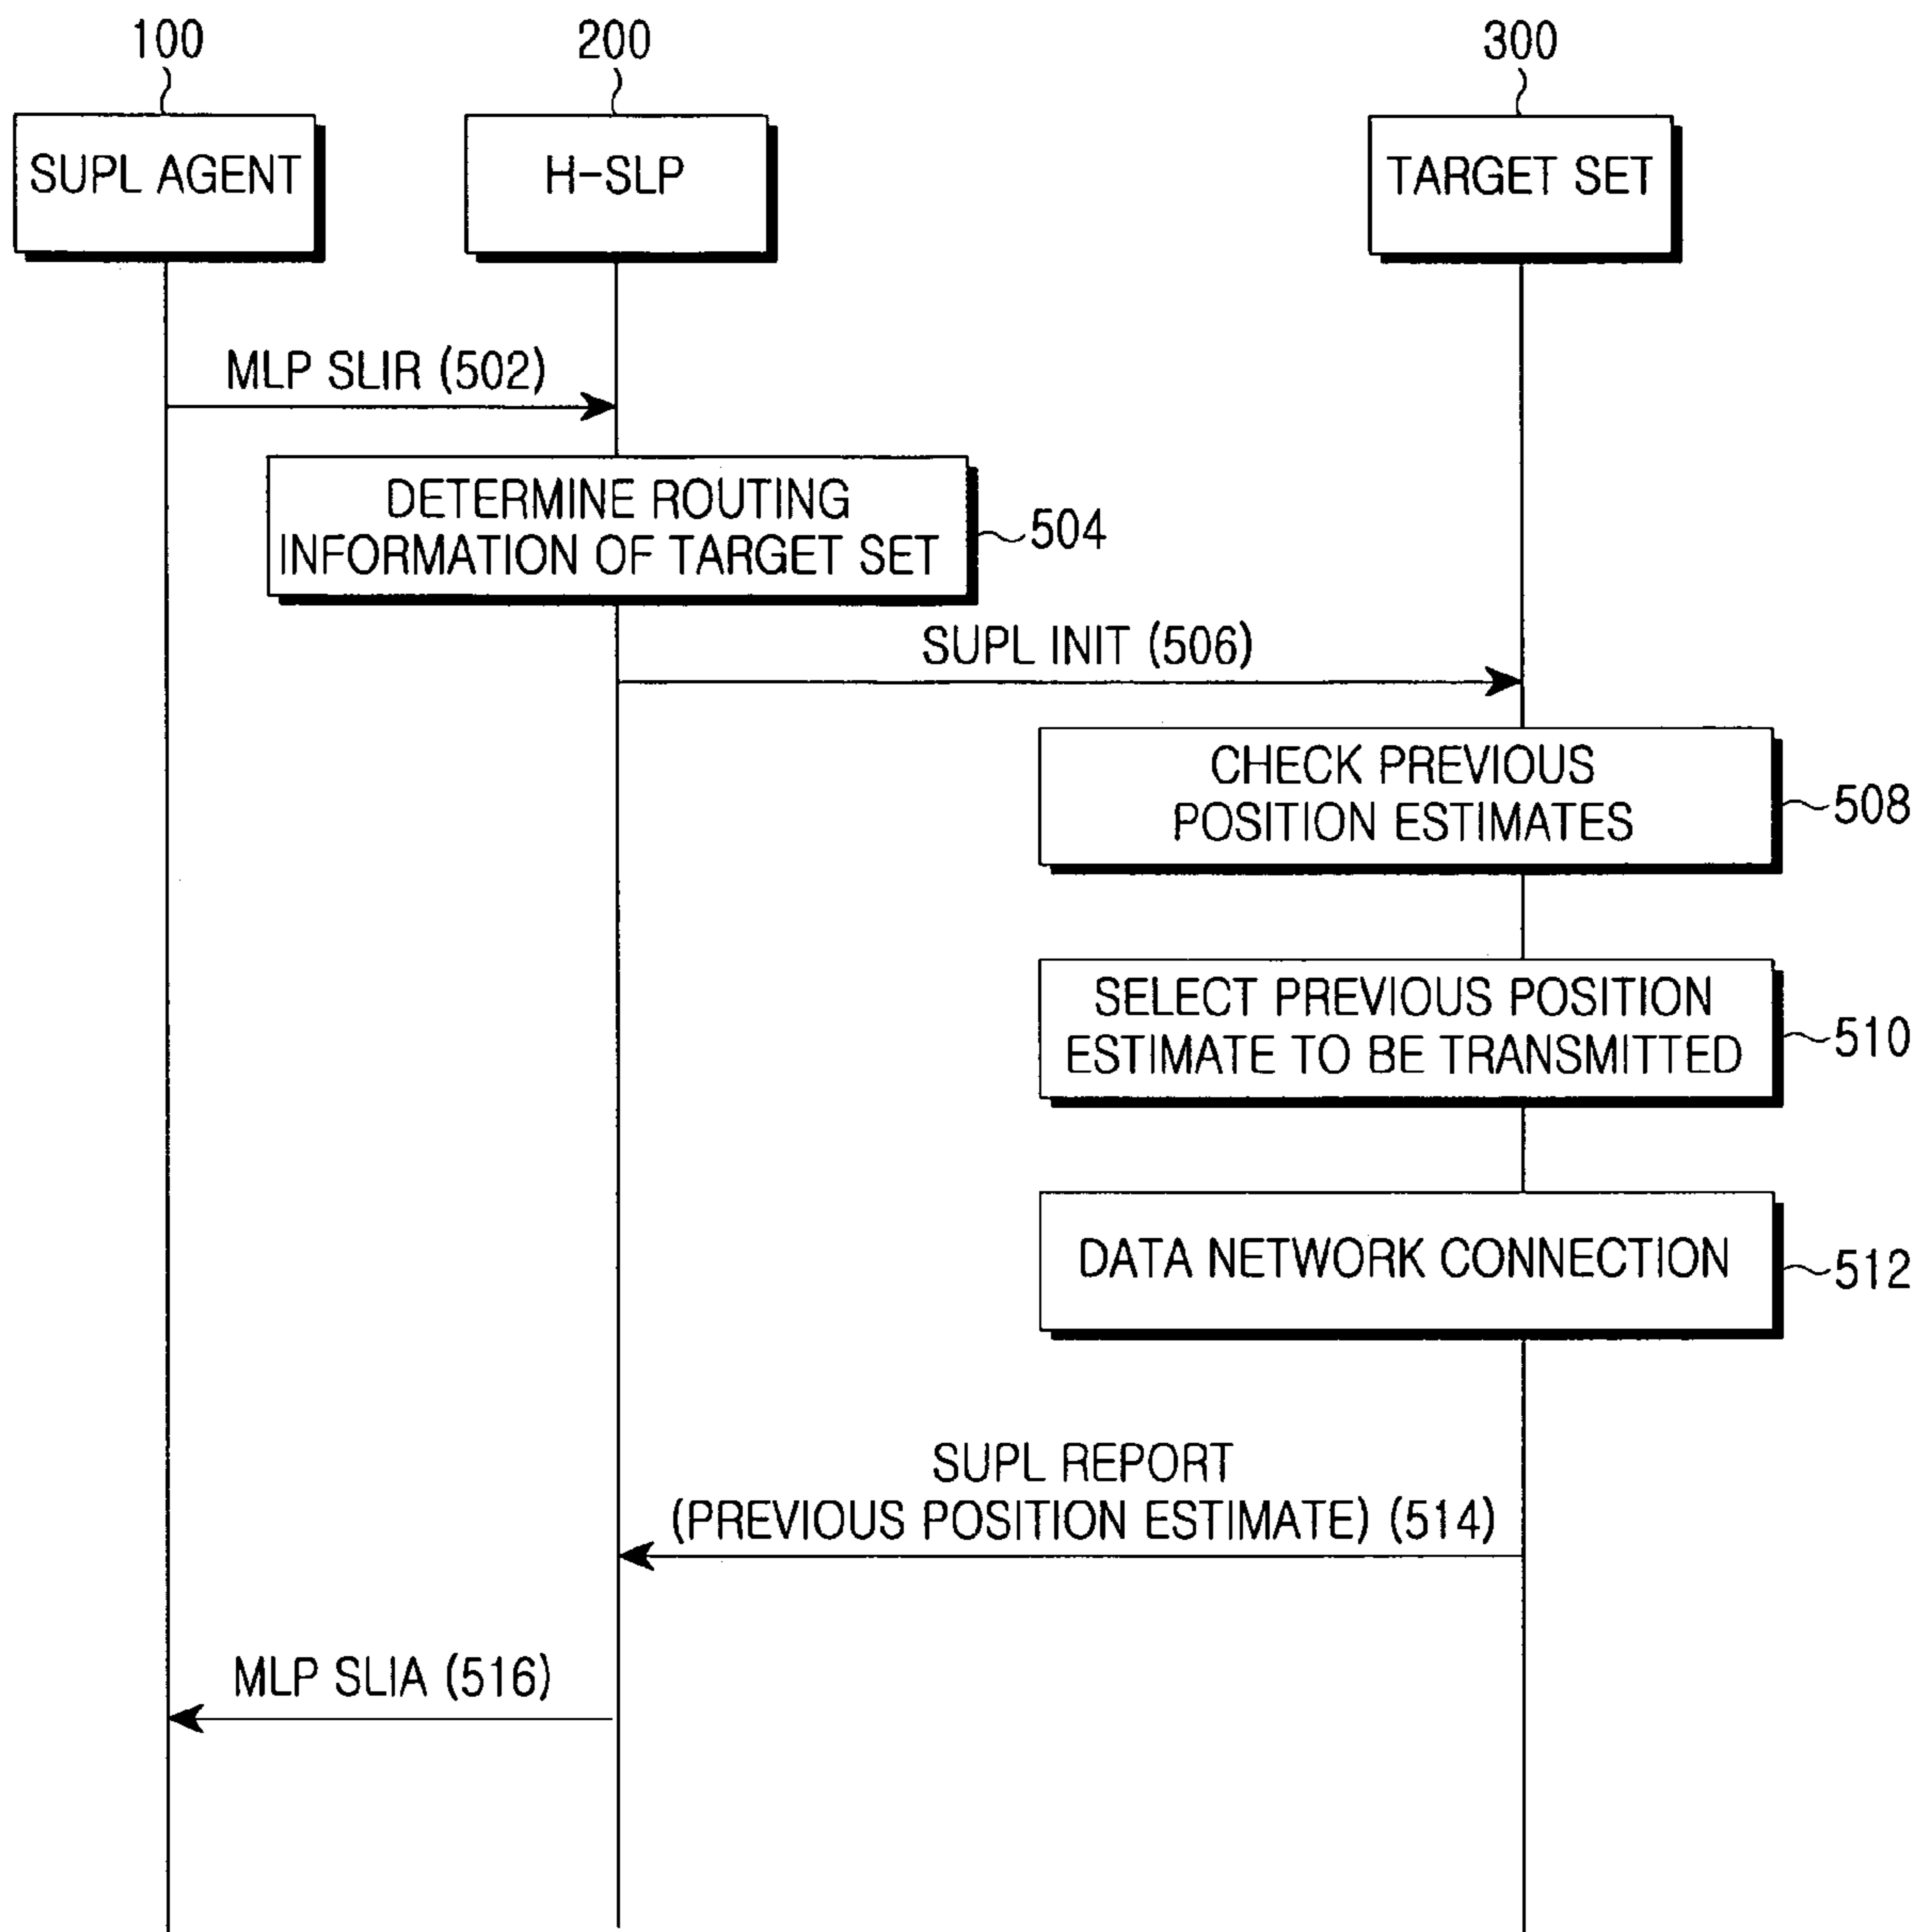 100
200
300
SUPL AGENT
H-SLP
TARGET SET
MLP SLIR (502)
DETERMINE ROUTING
INFORMATION OF TARGET SET
504
SUPL INIT (506)
CHECK PREVIOUS
POSITION ESTIMATES
508
SELECT PREVIOUS POSITION
ESTIMATE TO BE TRANSMITTED
510
DATA NETWORK CONNECTION
512
SUPL REPORT
(PREVIOUS POSITION ESTIMATE) (514)
MLP SLIA (516)